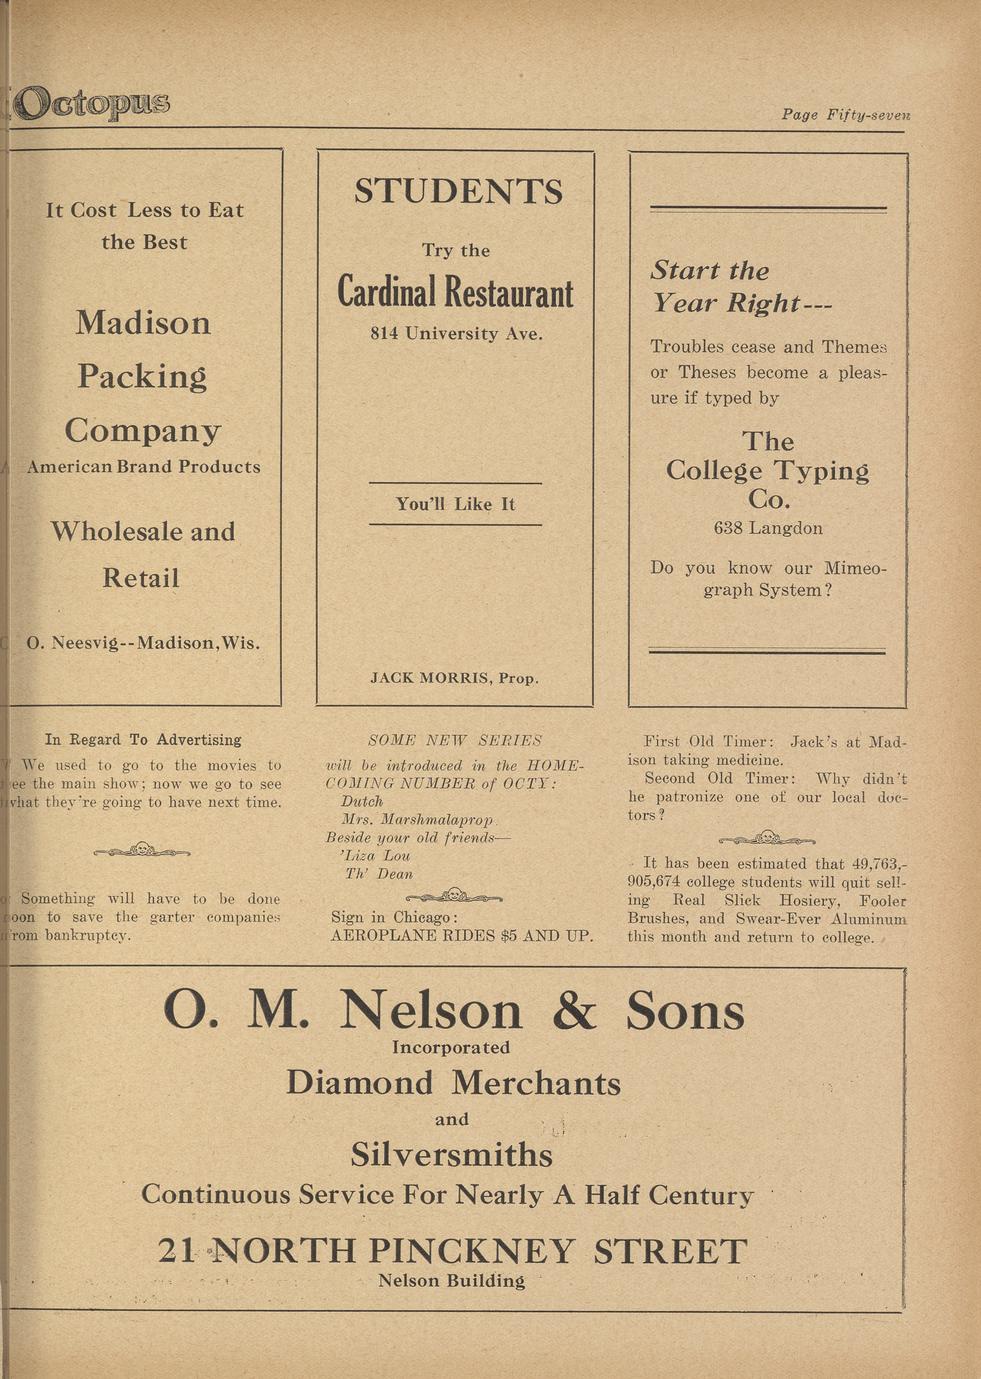 Octopus
Page Fifty-seven
It Cost Less to Eat
the Best
Madison
Packing
Company
American Brand Products
Wholesale and
Retail
O. Neesvig--Madison, Wis.
STUDENTS
Try the
Cardinal Restaurant
814 University Ave.
You'll Like It
JACK MORRIS, Prop.
Start the
Year Right---
Troubles cease and Themes
or Theses become a pleas-
ure if typed by
The
College Typing
Co.
638 Langdon
Do you know our Mimeo-
graph System?
In Regard To Advertising
We used to go to the movies to
see the main show; now we go to see
what they're going to have next time.
Something will have to be done
soon to save the garter companies
from bankruptcy.
SOME NEW SERIES
will be introduced in the HOME-
COMING NUMBER of OCTY:
Dutch
Mrs. Marshmalaprop.
Beside your old friends—
'Liza Lou
Th' Dean
Sign in Chicago:
AEROPLANE RIDES $5 AND UP.
First Old Timer: Jack's at Mad-
ison taking medicine.
Second Old Timer: Why didn't
he patronize one of our local doc-
tors?
It has been estimated that 49,763,-
905,674 college students will quit sell-
ing Real Slick Hosiery, Fooler
Brushes, and Swear-Ever Aluminum
this month and return to college.
O. M. Nelson & Sons
Incorporated
Diamond Merchants
and
Silversmiths
Continuous Service For Nearly A Half Century
21 NORTH PINCKNEY STREET
Nelson Building